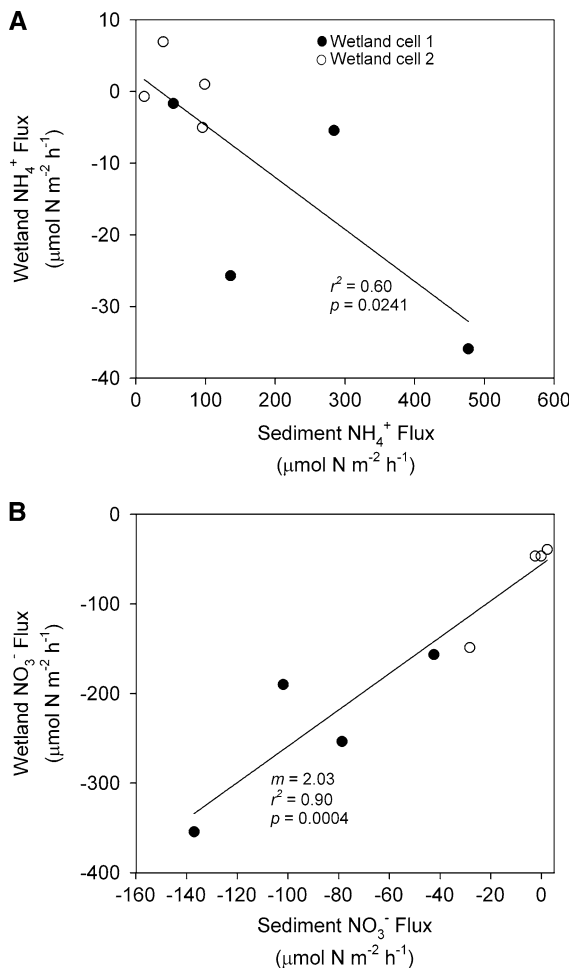 A
Wetland cell 1
Wetland cell 2
10
0
-10
-20
-30
-40
Wetland NH₄⁺ Flux
(μmol N m⁻² h⁻¹)
r² = 0.60
p = 0.0241
0 100 200 300 400 500 600
Sediment NH₄⁺ Flux
(μmol N m⁻² h⁻¹)
B
0
-100
-200
-300
-400
Wetland NO₃⁻ Flux
(μmol N m⁻² h⁻¹)
m = 2.03
r² = 0.90
p = 0.0004
-160 -140 -120 -100 -80 -60 -40 -20 0
Sediment NO₃⁻ Flux
(μmol N m⁻² h⁻¹)